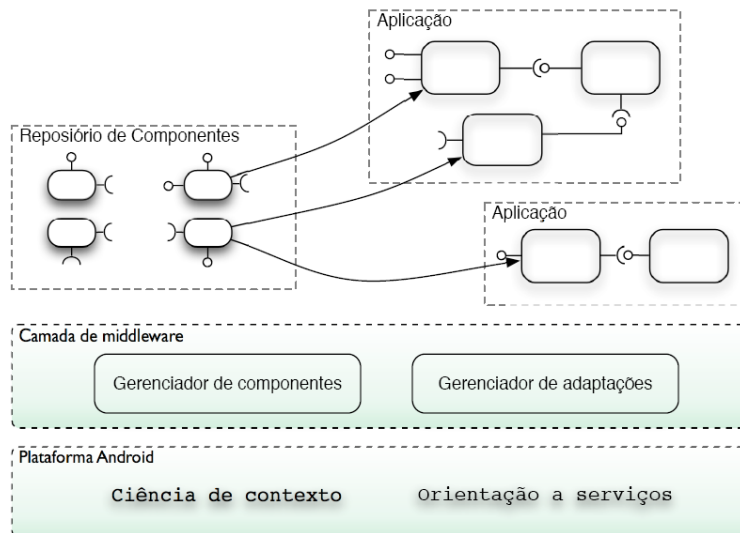 Aplicação
Reposiório de Componentes
Aplicação
Camada de middleware
Gerenciador de componentes
Gerenciador de adaptações
Plataforma Android
Ciência de contexto
Orientação a serviços